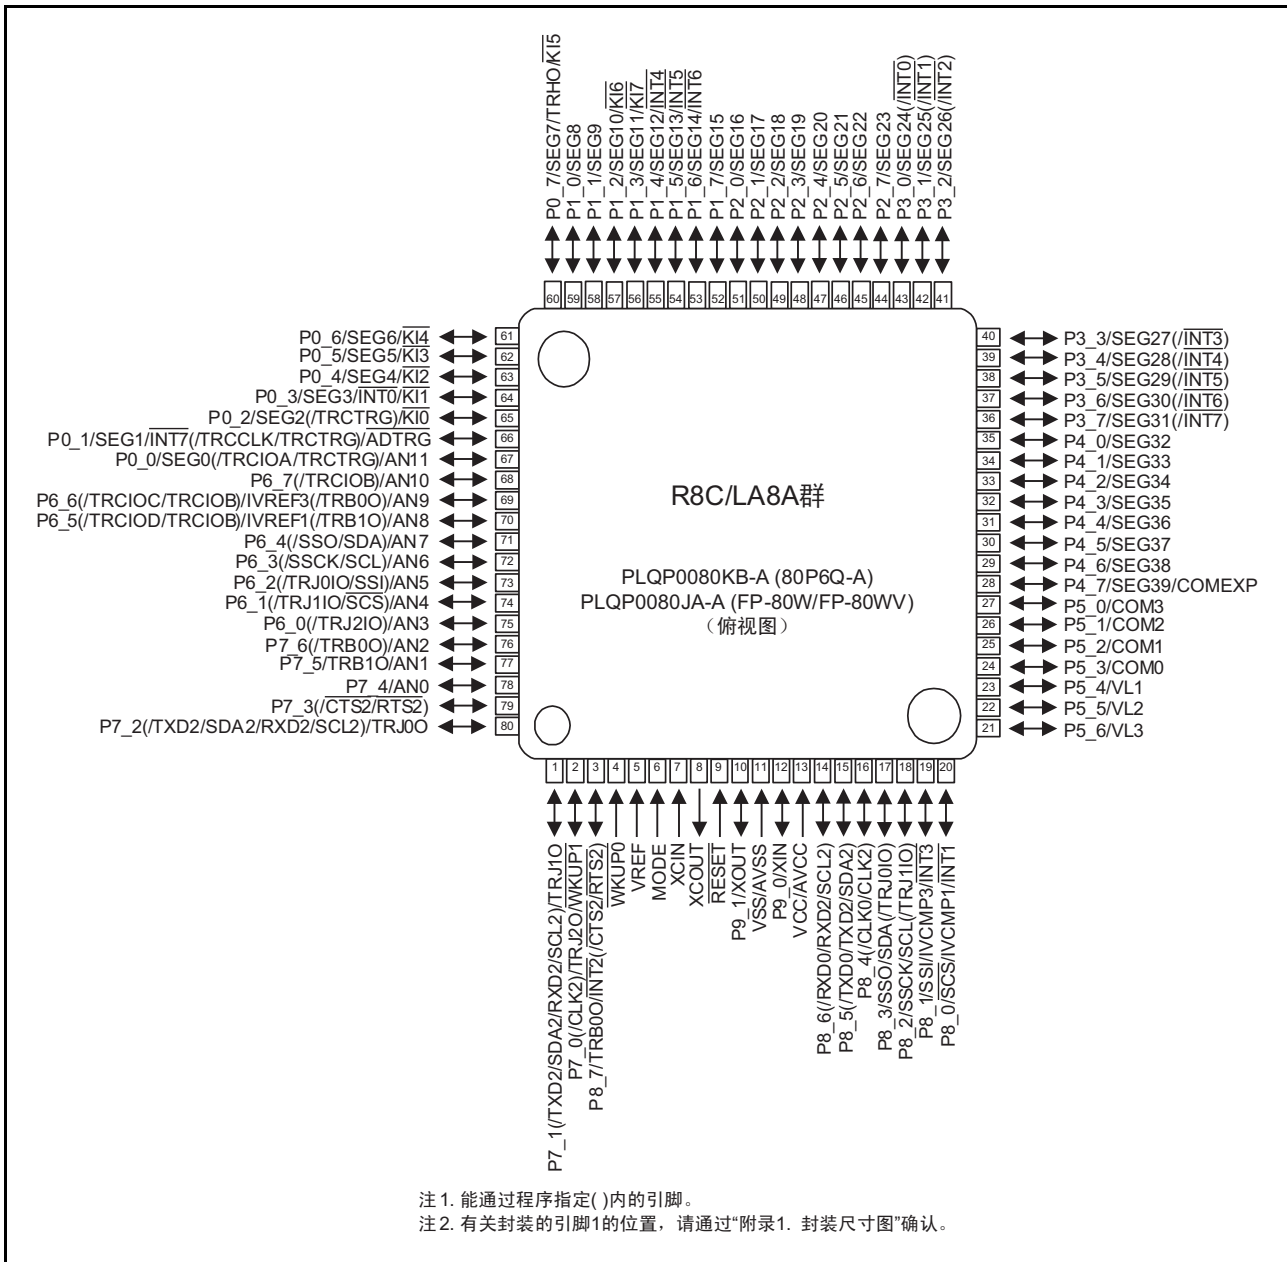 P0_7/SEG7/TRHO/KI5
P1_0/SEG8
P1_1/SEG9
P1_2/SEG10/KI6
P1_3/SEG11/KI7
P1_4/SEG12/INT4
P1_5/SEG13/INT5
P1_6/SEG14/INT6
P1_7/SEG15
P2_0/SEG16
P2_1/SEG17
P2_2/SEG18
P2_3/SEG19
P2_4/SEG20
P2_5/SEG21
P2_6/SEG22
P2_7/SEG23
P3_0/SEG24(/INT0)
P3_1/SEG25(/INT1)
P3_2/SEG26(/INT2)
60 59 58 57 56 55 54 53 52 51 50 49 48 47 46 45 44 43 42 41
P0_6/SEG6/KI4 61
P0_5/SEG5/KI3 62
P0_4/SEG4/KI2 63
P0_3/SEG3/INT0/KI1 64
P0_2/SEG2(/TRCTRG)/KI0 65
P0_1/SEG1/INT7(/TRCCLK/TRCTRG)/ADTRG 66
P0_0/SEG0(/TRCIOA/TRCTRG)/AN11 67
P6_7(/TRCIOB)/AN10 68
P6_6(/TRCIOC/TRCIOB)/IVREF3(/TRB0O)/AN9 69
P6_5(/TRCIOD/TRCIOB)/IVREF1(/TRB1O)/AN8 70
P6_4(/SSO/SDA)/AN7 71
P6_3(/SSCK/SCL)/AN6 72
P6_2(/TRJ0IO/SSI)/AN5 73
P6_1(/TRJ1IO/SCS)/AN4 74
P6_0(/TRJ2IO)/AN3 75
P7_6(/TRB0O)/AN2 76
P7_5/TRB1O/AN1 77
P7_4/AN0 78
P7_3(/CTS2/RTS2) 79
P7_2(/TXD2/SDA2/RXD2/SCL2)/TRJ0O 80
R8C/LA8A群
PLQP0080KB-A (80P6Q-A)
PLQP0080JA-A (FP-80W/FP-80WV)
（俯视图）
40 P3_3/SEG27(/INT3)
39 P3_4/SEG28(/INT4)
38 P3_5/SEG29(/INT5)
37 P3_6/SEG30(/INT6)
36 P3_7/SEG31(/INT7)
35 P4_0/SEG32
34 P4_1/SEG33
33 P4_2/SEG34
32 P4_3/SEG35
31 P4_4/SEG36
30 P4_5/SEG37
29 P4_6/SEG38
28 P4_7/SEG39/COMEXP
27 P5_0/COM3
26 P5_1/COM2
25 P5_2/COM1
24 P5_3/COM0
23 P5_4/VL1
22 P5_5/VL2
21 P5_6/VL3
1 2 3 4 5 6 7 8 9 10 11 12 13 14 15 16 17 18 19 20
P7_1(/TXD2/SDA2/RXD2/SCL2)/TRJ1O
P7_0(/CLK2)/TRJ2O/WKUP1
P8_7/TRB0O/INT2(/CTS2/RTS2)
WKUP0
VREF
MODE
XCIN
XCOUT
RESET
P9_1/XOUT
VSS/AVSS
P9_0/XIN
VCC/AVCC
P8_6(/RXD0/RXD2/SCL2)
P8_5(/TXD0/TXD2/SDA2)
P8_4(/CLK0/CLK2)
P8_3/SSO/SDA(/TRJ0IO)
P8_2/SSCK/SCL(/TRJ1IO)
P8_1/SSI/IVCMP3/INT3
P8_0/SCS/IVCMP1/INT1
注1. 能通过程序指定( )内的引脚。
注2. 有关封装的引脚1的位置，请通过“附录1. 封装尺寸图”确认。